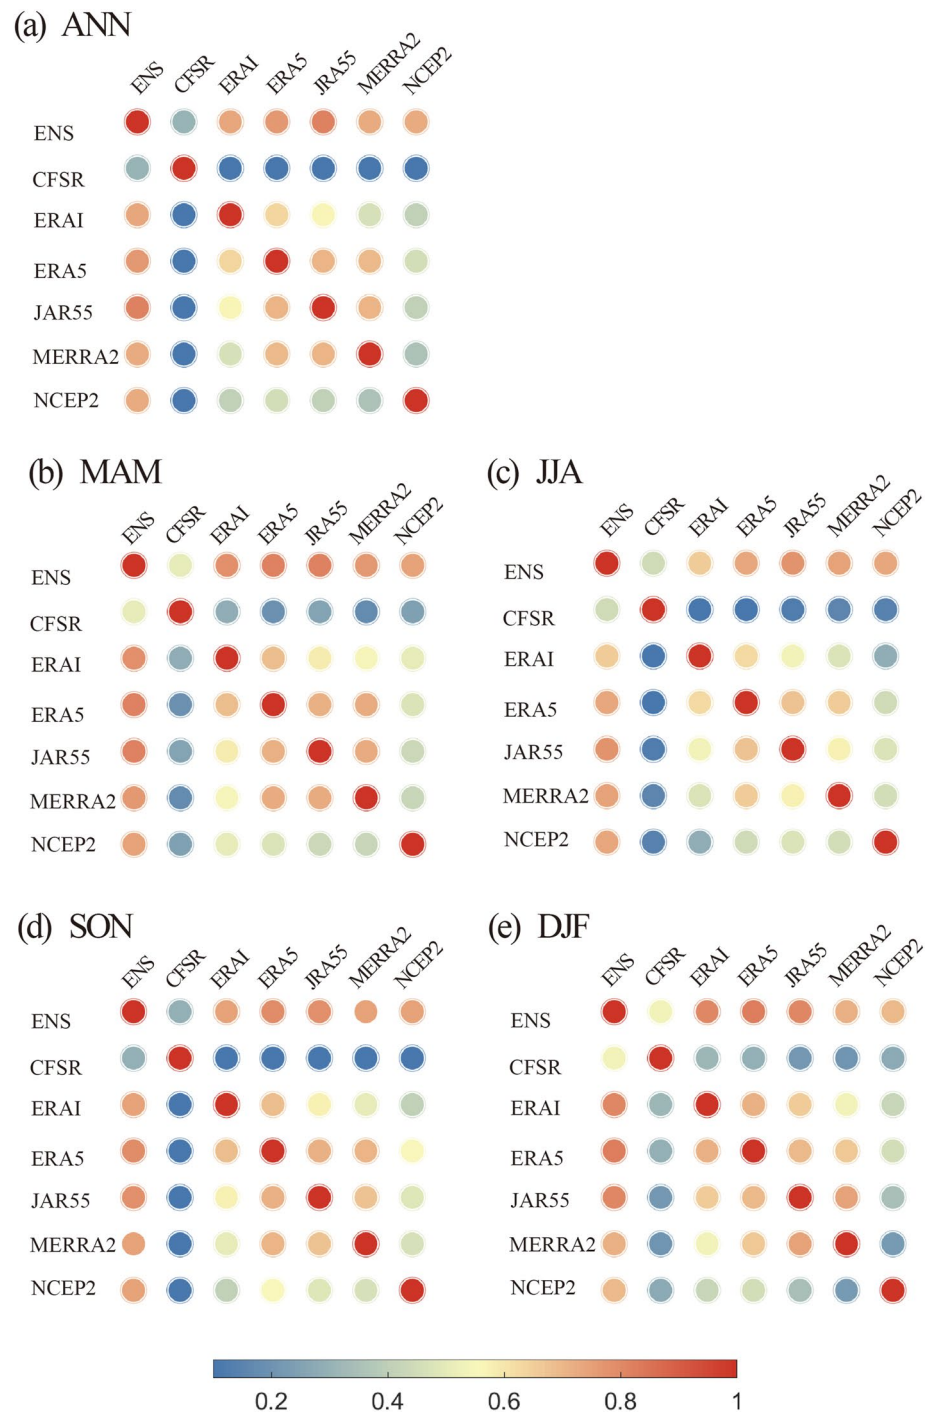 (a) ANN
ENS CFSR ERAI ERA5 JRA55 MERRA2 NCEP2
ENS
CFSR
ERAI
ERA5
JAR55
MERRA2
NCEP2
(b) MAM
ENS CFSR ERAI ERA5 JRA55 MERRA2 NCEP2
ENS
CFSR
ERAI
ERA5
JAR55
MERRA2
NCEP2
(c) JJA
ENS CFSR ERAI ERA5 JRA55 MERRA2 NCEP2
ENS
CFSR
ERAI
ERA5
JAR55
MERRA2
NCEP2
(d) SON
ENS CFSR ERAI ERA5 JRA55 MERRA2 NCEP2
ENS
CFSR
ERAI
ERA5
JAR55
MERRA2
NCEP2
(e) DJF
ENS CFSR ERAI ERA5 JRA55 MERRA2 NCEP2
ENS
CFSR
ERAI
ERA5
JAR55
MERRA2
NCEP2
0.2 0.4 0.6 0.8 1